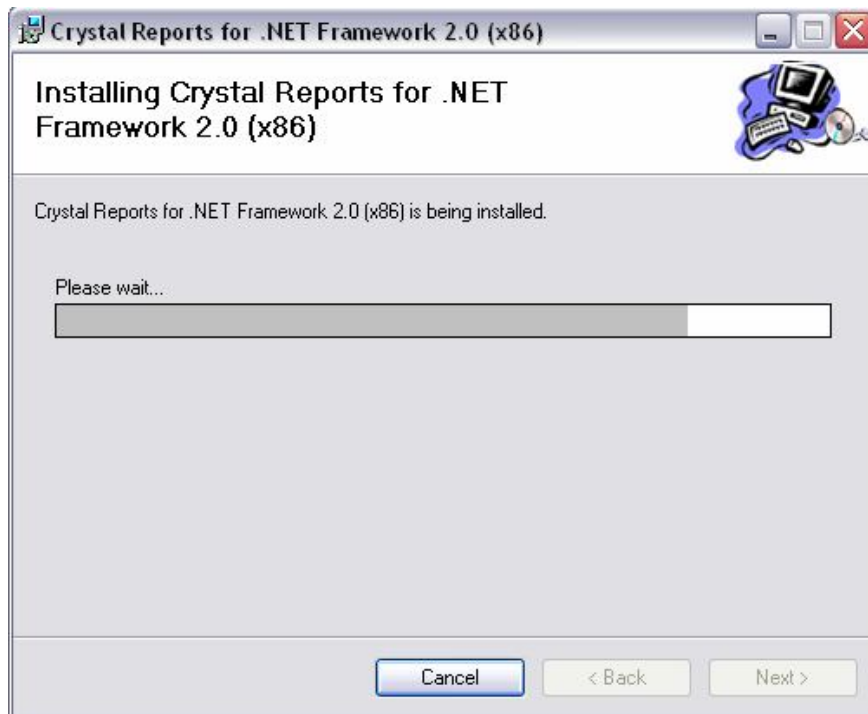 Crystal Reports for .NET Framework 2.0 (x86)
Installing Crystal Reports for .NET
Framework 2.0 (x86)
Crystal Reports for .NET Framework 2.0 (x86) is being installed.
Please wait...
Cancel
< Back
Next >